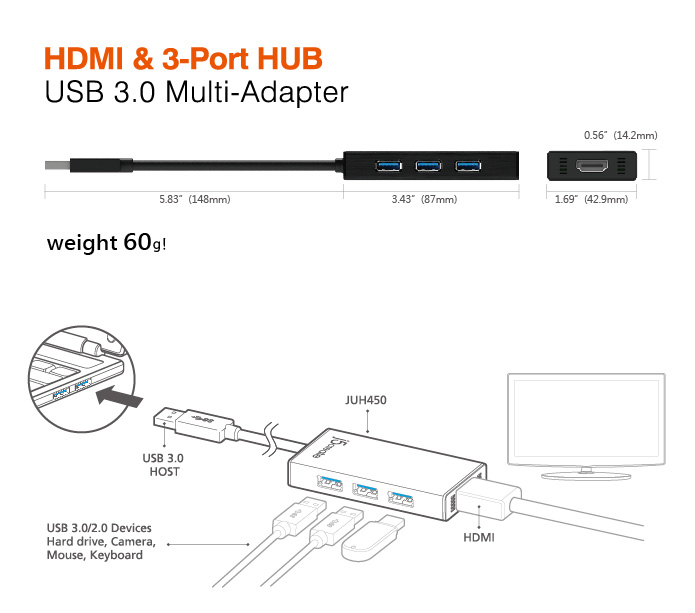 HDMI & 3-Port HUB
USB 3.0 Multi-Adapter
0.56" (14.2mm)
5.83" (148mm)
3.43" (87mm)
1.69" (42.9mm)
weight 60g!
JUH450
USB 3.0
HOST
USB 3.0/2.0 Devices
Hard drive, Camera,
Mouse, Keyboard
HDMI